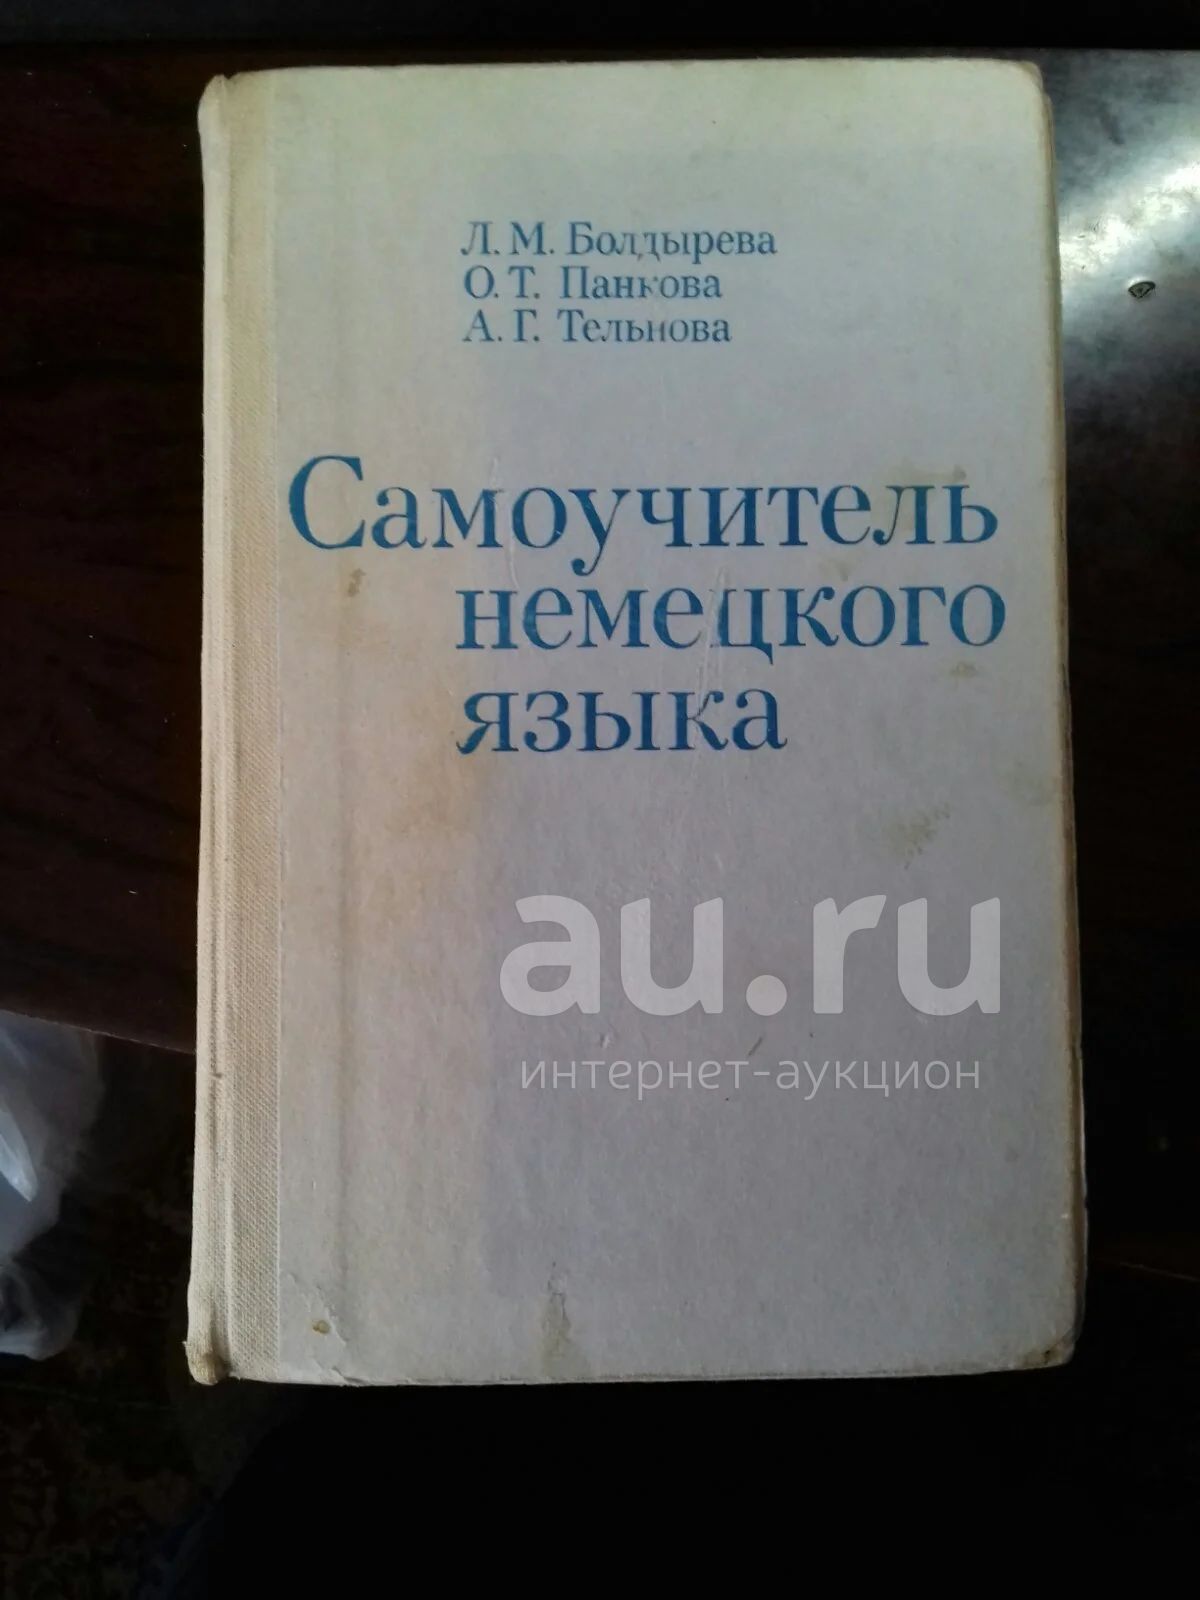 Л. М. Болдырева
О. Т. Панкова
А. Г. Тельнова
Самоучитель
немецкого
языка
au.ru
интернет-аукцион